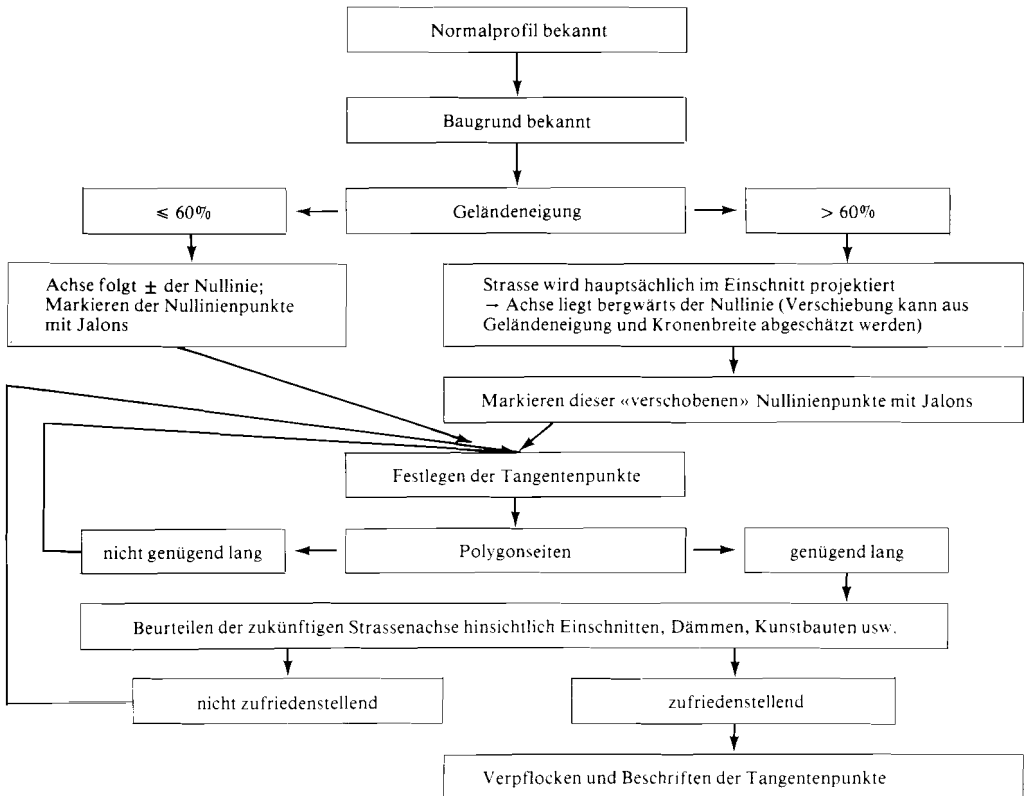 Normalprofil bekannt
Baugrund bekannt
⩽ 60%
Geländeneigung
> 60%
Achse folgt ± der Nullinie;
Markieren der Nullinienpunkte
mit Jalons
Strasse wird hauptsächlich im Einschnitt projektiert
→ Achse liegt bergwärts der Nullinie (Verschiebung kann aus
Geländeneigung und Kronenbreite abgeschätzt werden)
Markieren dieser «verschobenen» Nullinienpunkte mit Jalons
Festlegen der Tangentenpunkte
nicht genügend lang
Polygonseiten
genügend lang
Beurteilen der zukünftigen Strassenachse hinsichtlich Einschnitten, Dämmen, Kunstbauten usw.
nicht zufriedenstellend
zufriedenstellend
Verpflocken und Beschriften der Tangentenpunkte